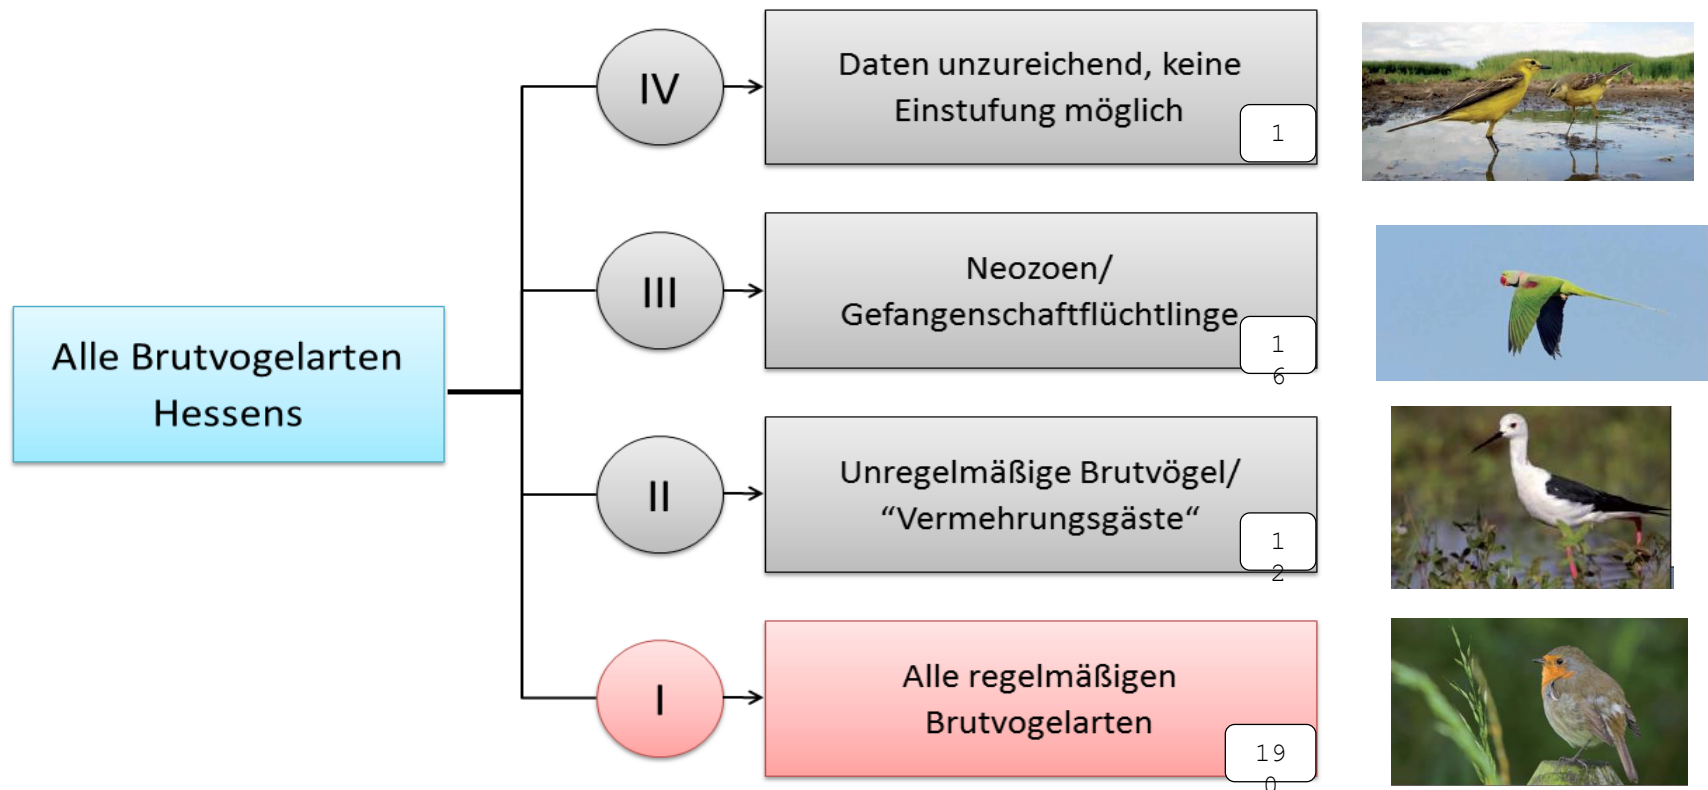 Alle Brutvogelarten
Hessens
IV
Daten unzureichend, keine
Einstufung möglich
1
III
Neozoen/
Gefangenschaftflüchtlinge
1
6
II
Unregelmäßige Brutvögel/
“Vermehrungsgäste“
1
2
I
Alle regelmäßigen
Brutvogelarten
19
0